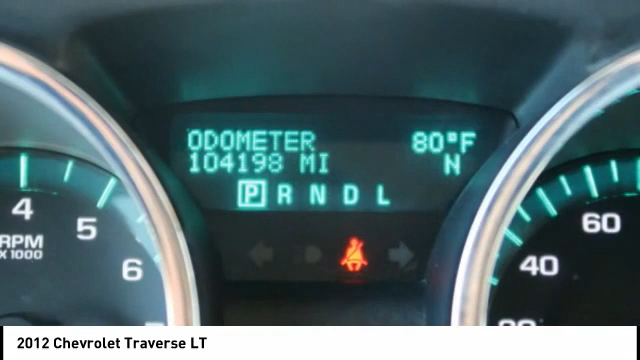 ODOMETER 80°F
104198 MI N
P R N D L
4
5
6
RPM
X 1000
60
40
2012 Chevrolet Traverse LT